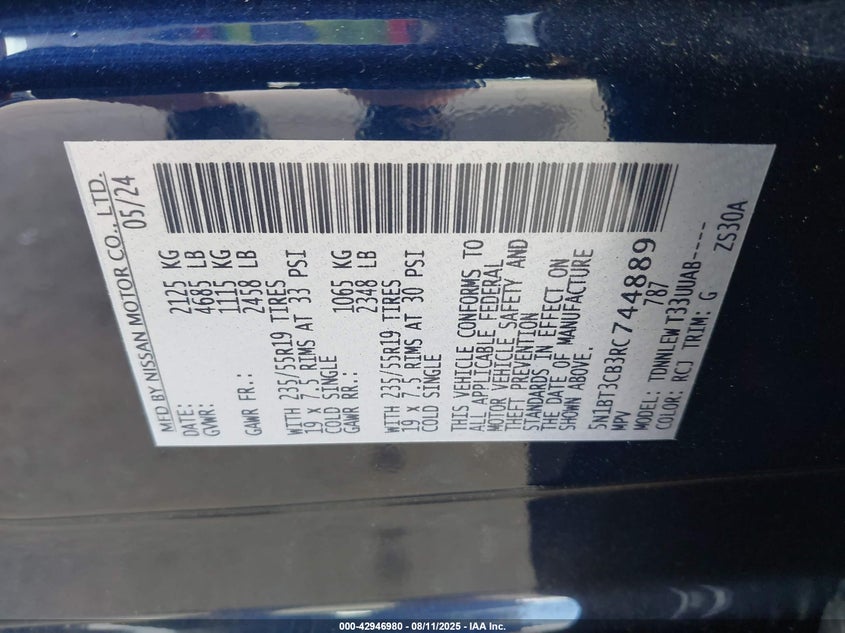 MFD BY NISSAN MOTOR CO., LTD.
DATE: 05/24
GVWR: 2125 KG
4685 LB
GAWR FR.: 1115 KG
2458 LB
WITH 235/55R19 TIRES
19 x 7.5 RIMS AT 33 PSI
COLD SINGLE
GAWR RR.: 1065 KG
2348 LB
WITH 235/55R19 TIRES
19 x 7.5 RIMS AT 30 PSI
COLD SINGLE
THIS VEHICLE CONFORMS TO
ALL APPLICABLE FEDERAL
MOTOR VEHICLE SAFETY AND
THEFT PREVENTION
STANDARDS IN EFFECT ON
THE DATE OF MANUFACTURE
SHOWN ABOVE.
5N1BT3CB3RC744889
MPV 787
MODEL: TDNNLEW T33UUAB-----
COLOR: RCJ TRIM: G ZS30A
000-42946980 - 08/11/2025 - IAA Inc.